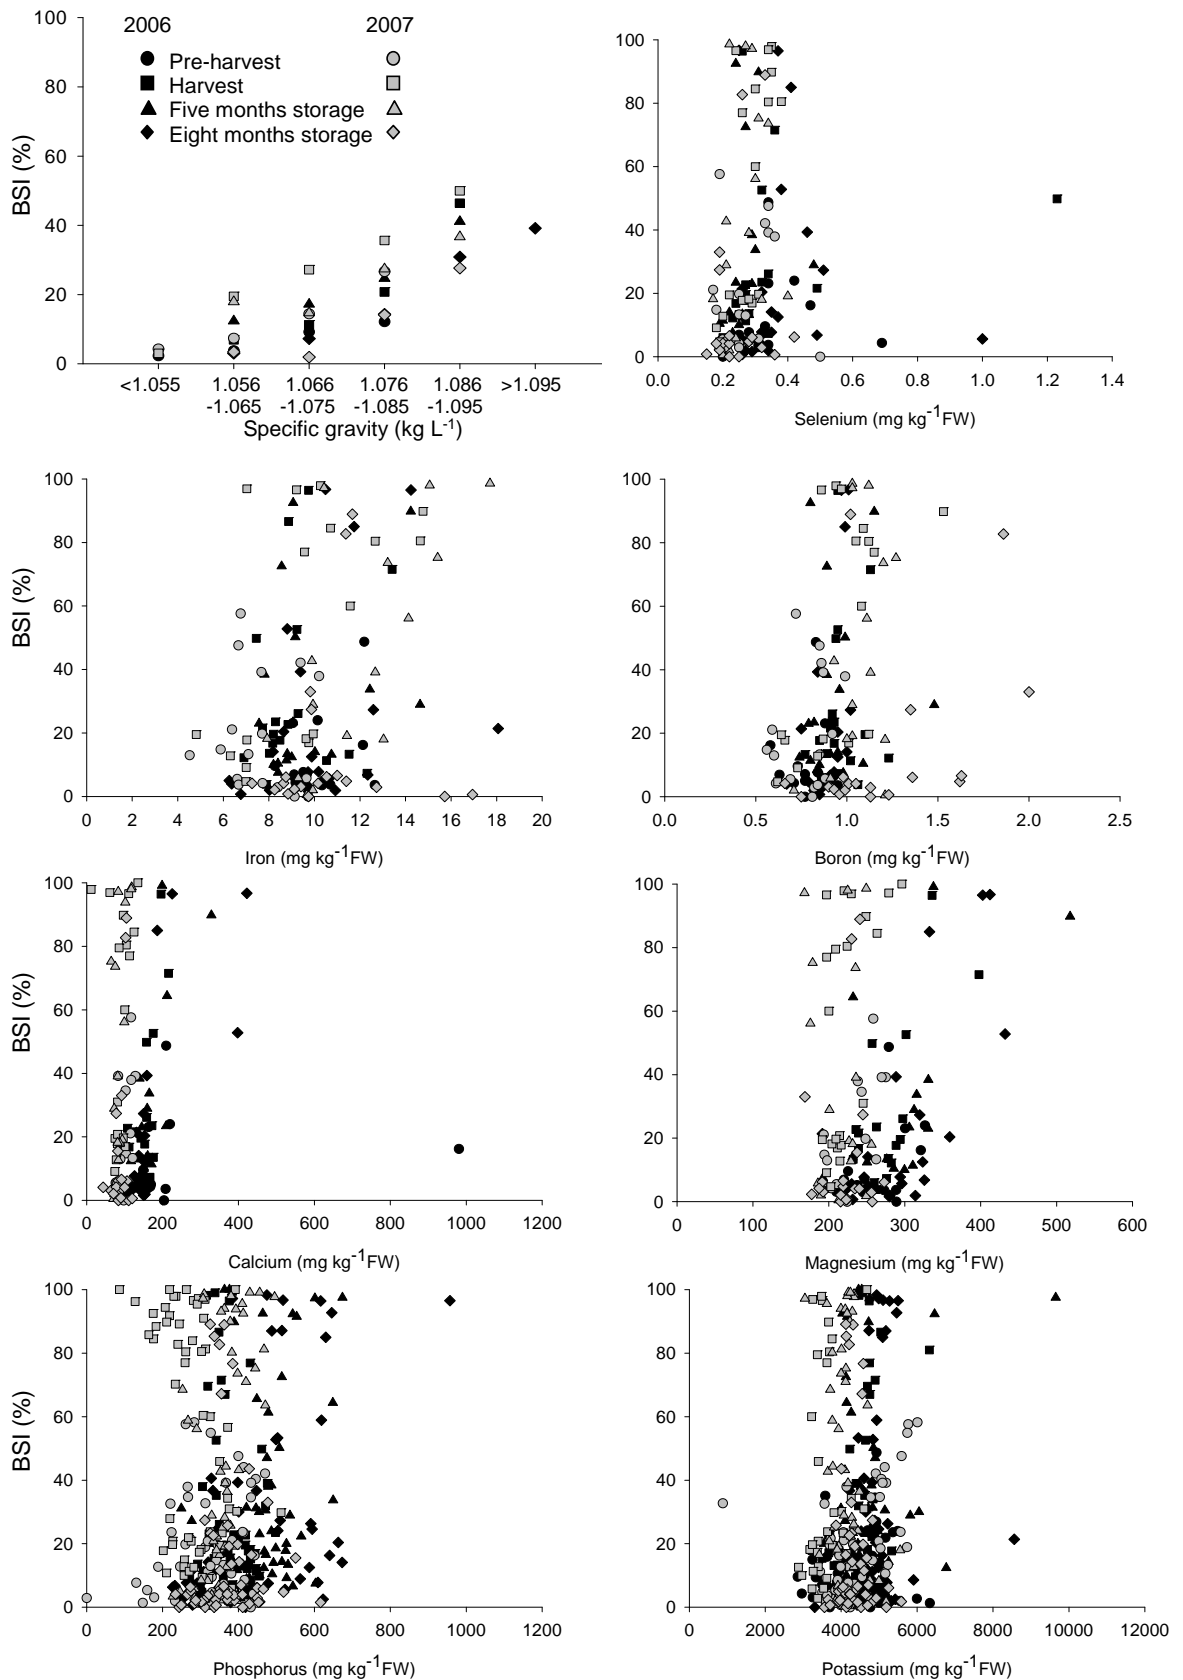 100
80
60
40
20
0
BSI (%)
2006
2007
Pre-harvest
Harvest
Five months storage
Eight months storage
<1.055
1.056
1.066
1.076
1.086
>1.095
-1.065
-1.075
-1.085
-1.095
Specific gravity (kg L-1)
100
80
60
40
20
0
0.0 0.2 0.4 0.6 0.8 1.0 1.2 1.4
Selenium (mg kg-1FW)
100
80
60
40
20
0
BSI (%)
0 2 4 6 8 10 12 14 16 18 20
Iron (mg kg-1FW)
100
80
60
40
20
0
0.0 0.5 1.0 1.5 2.0 2.5
Boron (mg kg-1FW)
100
80
60
40
20
0
BSI (%)
0 200 400 600 800 1000 1200
Calcium (mg kg-1FW)
100
80
60
40
20
0
0 100 200 300 400 500 600
Magnesium (mg kg-1FW)
100
80
60
40
20
0
BSI (%)
0 200 400 600 800 1000 1200
Phosphorus (mg kg-1FW)
100
80
60
40
20
0
0 2000 4000 6000 8000 10000 12000
Potassium (mg kg-1FW)